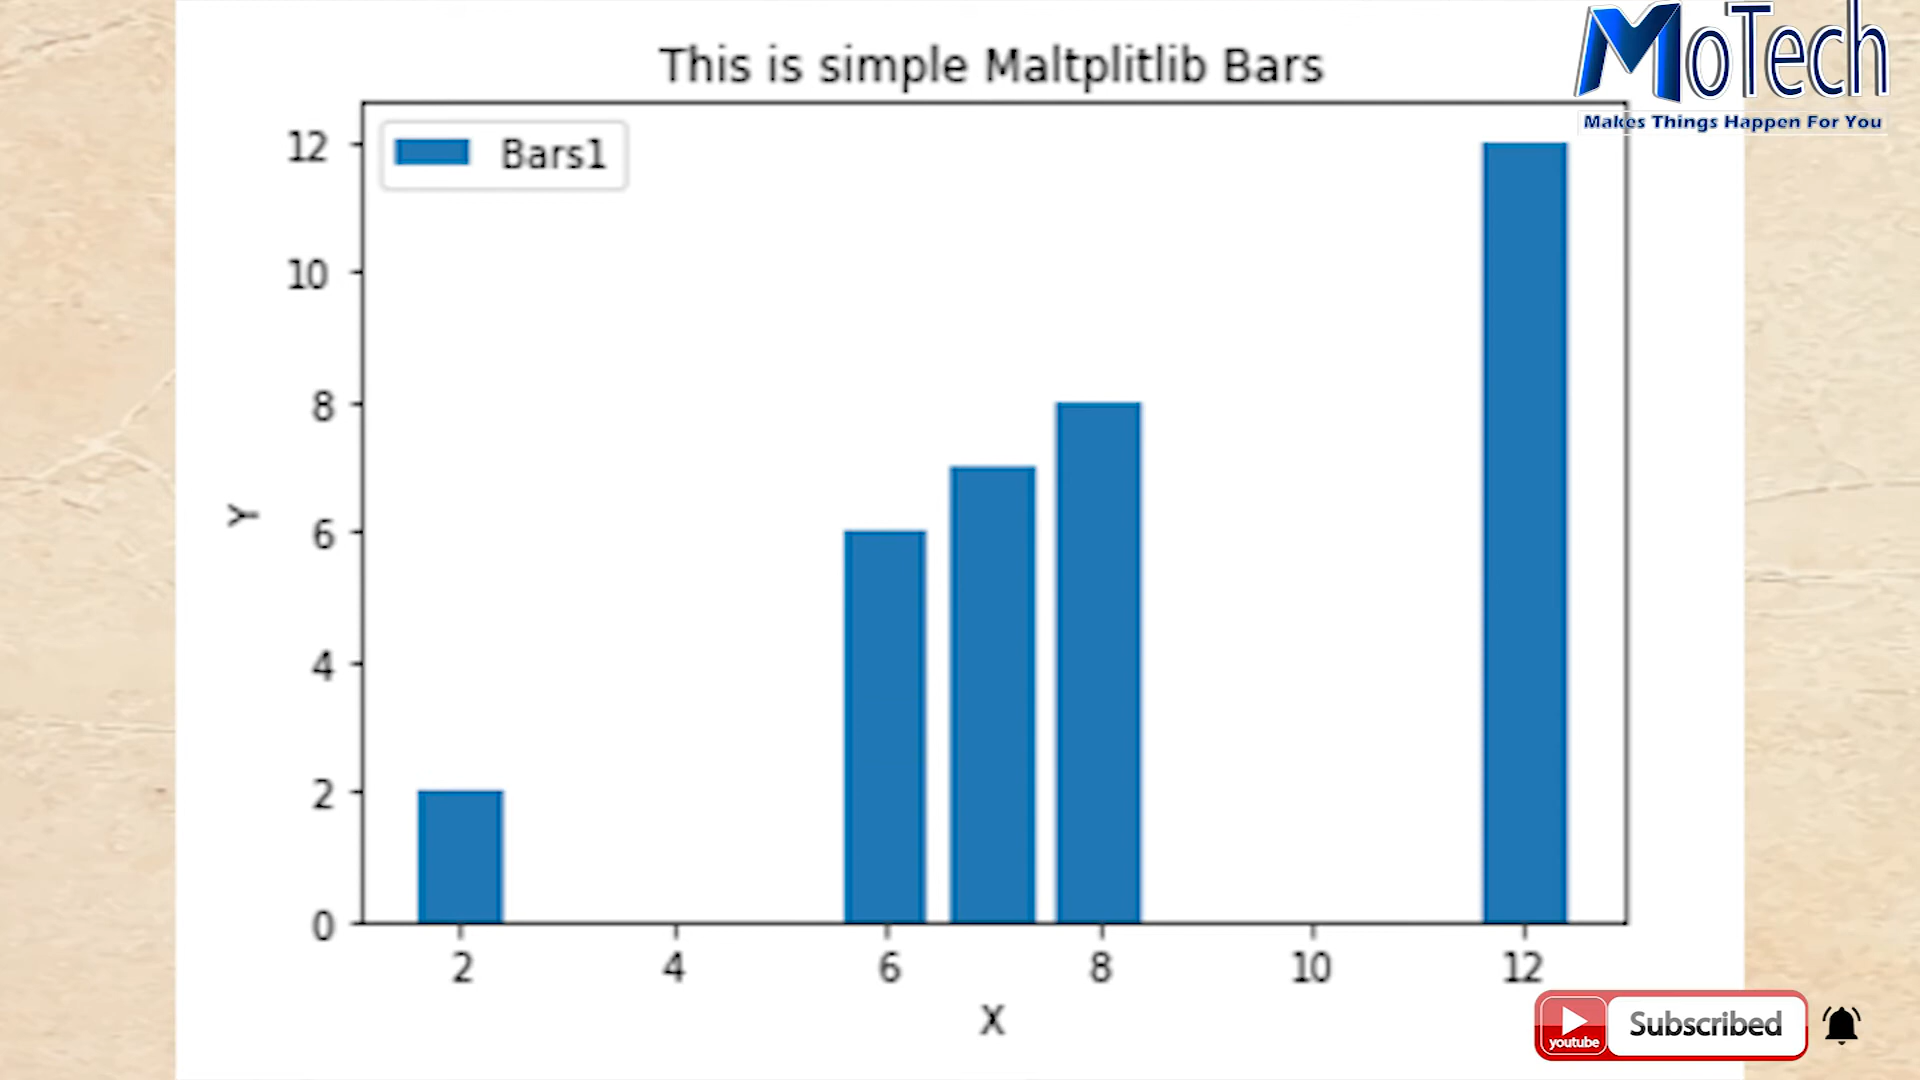 This is simple Maltplitlib Bars
MoTech
Makes Things Happen For You
Bars1
12
10
8
6
4
2
0
Y
2 4 6 8 10 12
X
youtube
Subscribed